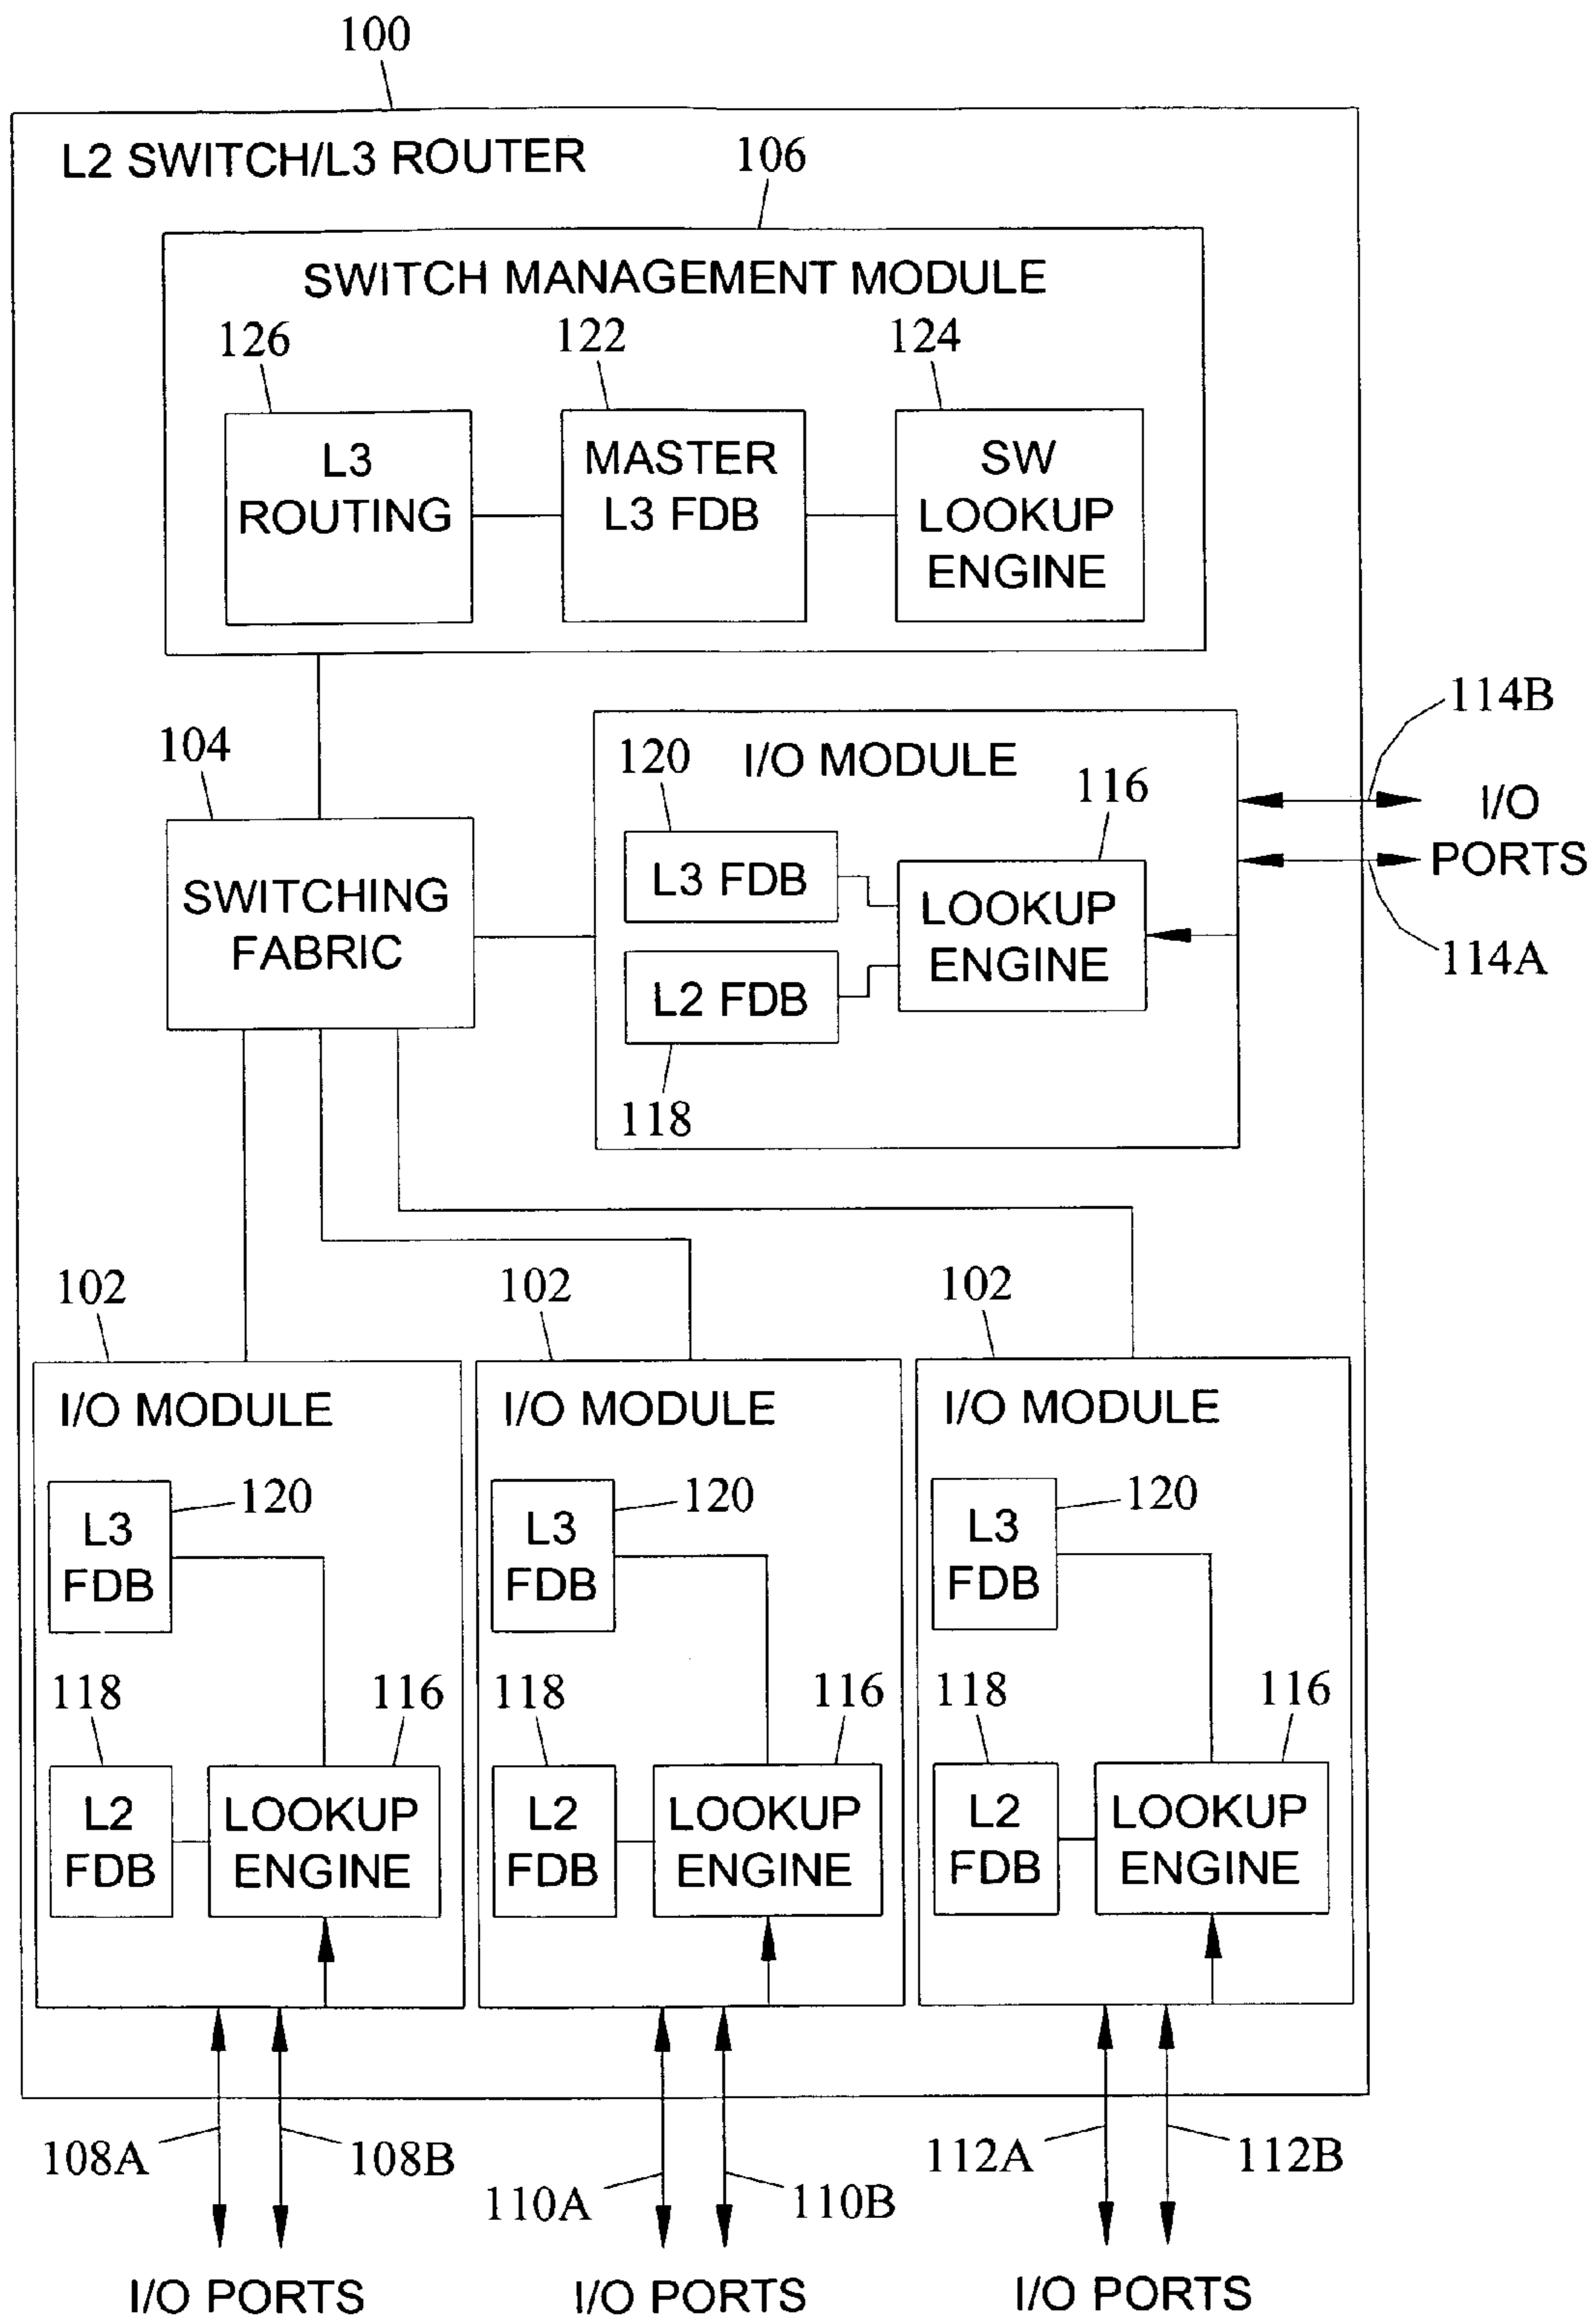 100
L2 SWITCH/L3 ROUTER
106
SWITCH MANAGEMENT MODULE
126
122
124
L3
ROUTING
MASTER
L3 FDB
SW
LOOKUP
ENGINE
114B
104
I/O MODULE
120
116
I/O
PORTS
SWITCHING
FABRIC
L3 FDB
LOOKUP
ENGINE
L2 FDB
114A
118
102
102
102
I/O MODULE
I/O MODULE
I/O MODULE
L3
FDB
120
L3
FDB
120
L3
FDB
120
118
116
118
116
118
116
L2
FDB
LOOKUP
ENGINE
L2
FDB
LOOKUP
ENGINE
L2
FDB
LOOKUP
ENGINE
108A
108B
110A
110B
112A
112B
I/O PORTS
I/O PORTS
I/O PORTS